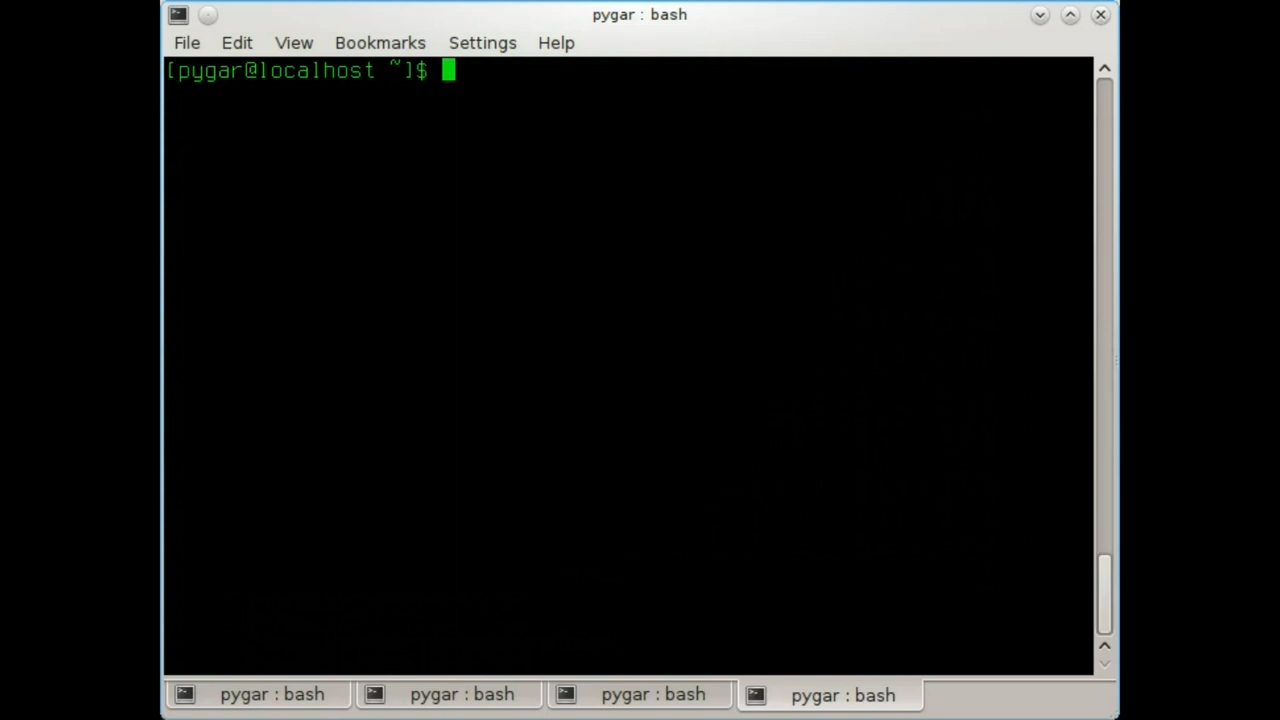 pygar : bash
File Edit View Bookmarks Settings Help
[pygar@localhost ~]$
pygar : bash pygar : bash pygar : bash pygar : bash